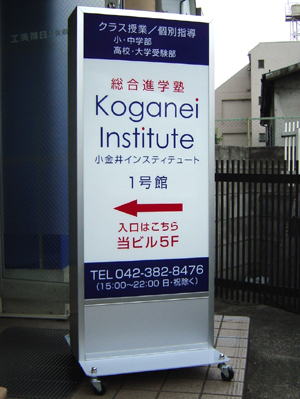 クラス授業／個別指導
小・中学部
高校・大学受験部
総合進学塾
Koganei
Institute
小金井インスティテュート
1号館
入口はこちら
当ビル5F
TEL 042-382-8476
(15:00〜22:00 日・祝除く)